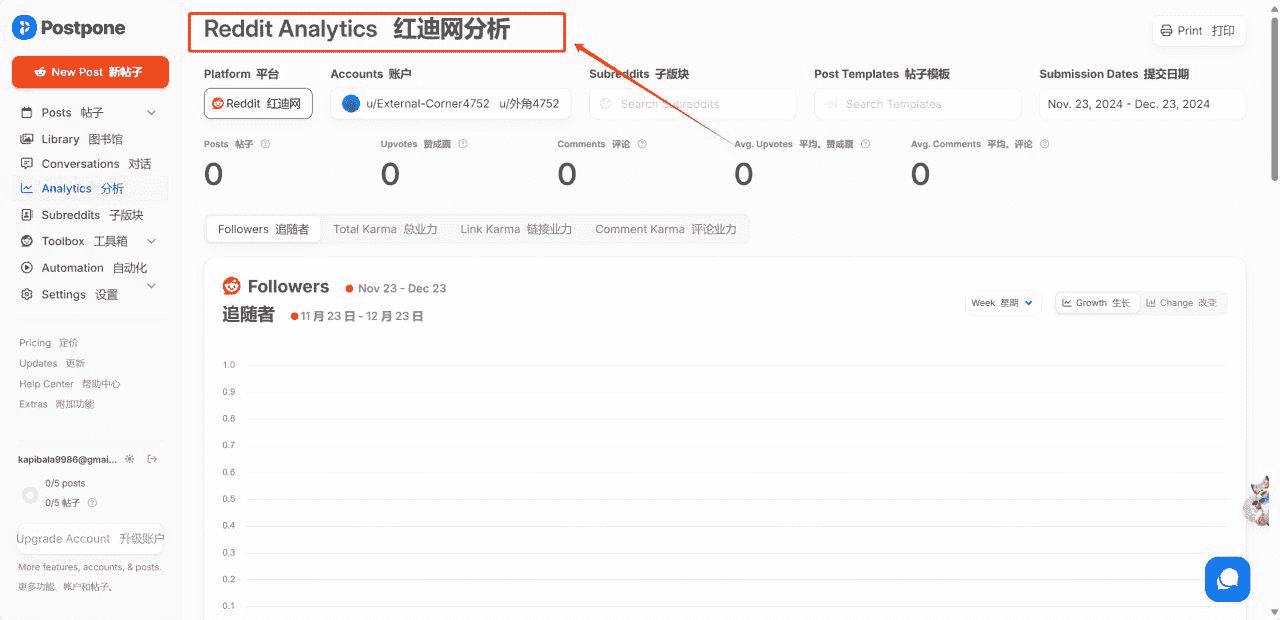 Postpone
New Post 新帖子
Posts 帖子
Library 图书馆
Conversations 对话
Analytics 分析
Subreddits 子版块
Toolbox 工具箱
Automation 自动化
Settings 设置
Pricing 定价
Updates 更新
Help Center 帮助中心
Extras 附加功能
kapibala9986@gmai...
0/5 posts
0/5 帖子
Upgrade Account 升级账户
More features, accounts, & posts.
更多功能、帐户和帖子。
Reddit Analytics 红迪网分析
Print 打印
Platform 平台
Accounts 账户
Subreddits 子版块
Post Templates 帖子模板
Submission Dates 提交日期
Reddit 红迪网
u/External-Corner4752 u/外角4752
Search Subreddits
Search Templates
Nov. 23, 2024 - Dec. 23, 2024
Posts 帖子
Upvotes 赞成票
Comments 评论
Avg. Upvotes 平均。赞成票
Avg. Comments 平均。评论
0
0
0
0
0
Followers 追随者
Total Karma 总业力
Link Karma 链接业力
Comment Karma 评论业力
Followers
Nov 23 - Dec 23
追随者
11 月 23 日 - 12 月 23 日
Week 星期
Growth 生长
Change 改变
1.0
0.9
0.8
0.7
0.6
0.5
0.4
0.3
0.2
0.1